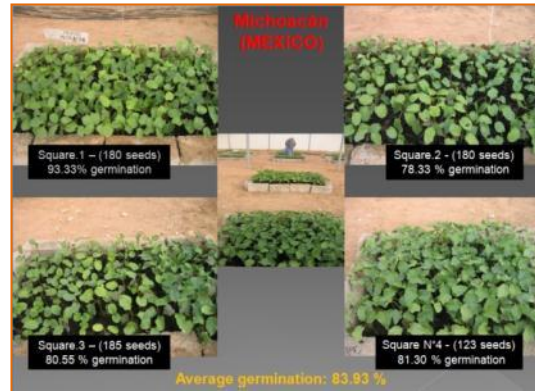 Michoacán
(MEXICO)
Square.1 – (180 seeds)
93.33% germination
Square.2 - (180 seeds)
78.33 % germination
Square.3 – (185 seeds)
80.55 % germination
Square N°4 - (123 seeds)
81.30 % germination
Average germination: 83.93 %